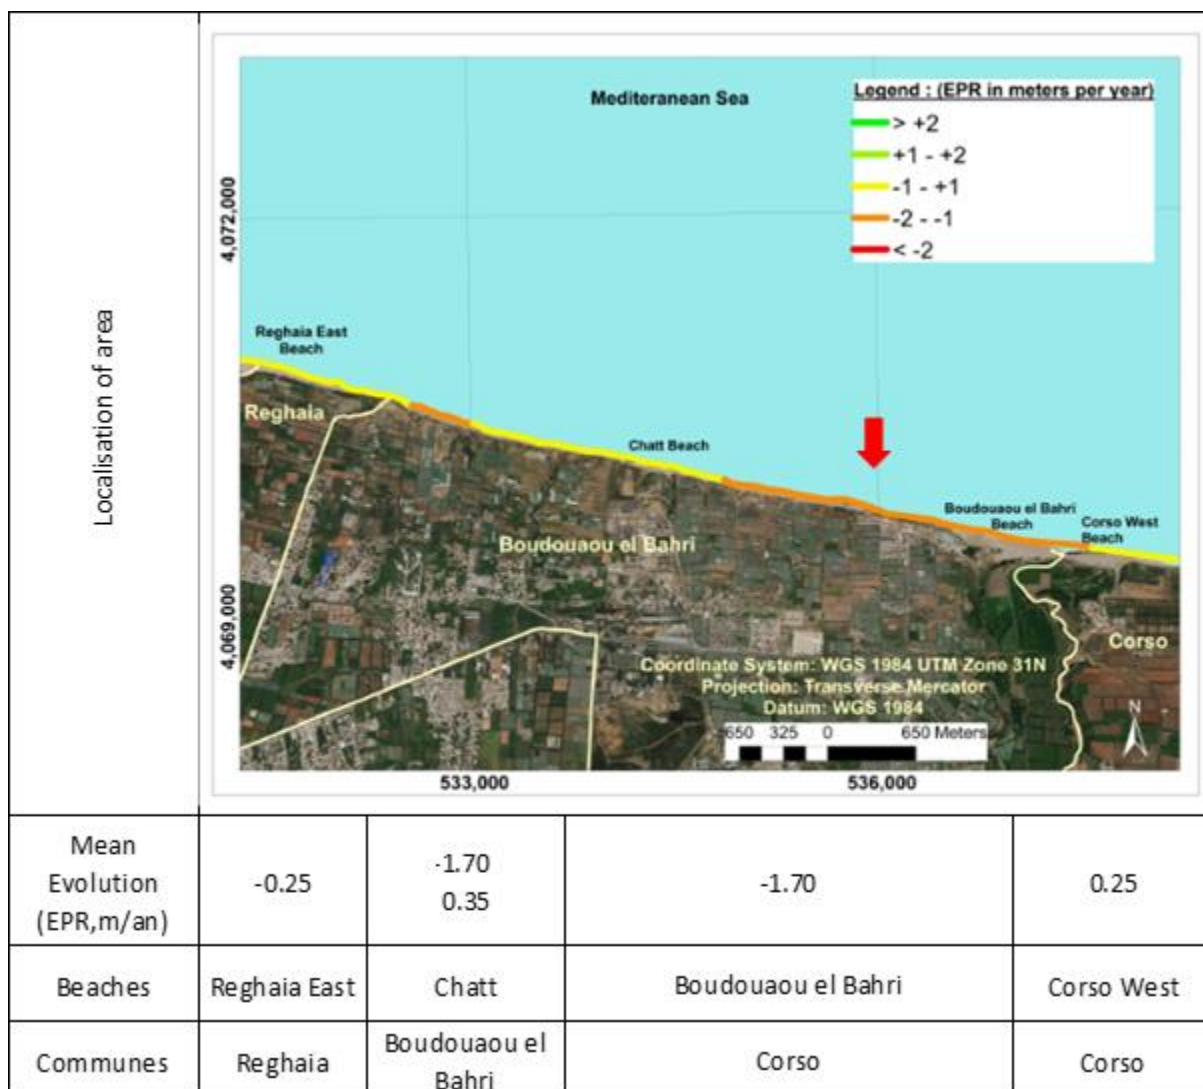 Localisation of area
Mediteranean Sea
Legend : (EPR in meters per year)
> +2
+1 - +2
-1 - +1
-2 - -1
< -2
4,072,000
4,069,000
Reghaia East
Beach
Reghaia
Chatt Beach
Boudouaou el Bahri
Beach
Corso West
Beach
Boudouaou el Bahri
Corso
Coordinate System: WGS 1984 UTM Zone 31N
Projection: Transverse Mercator
Datum: WGS 1984
N
650 325 0 650 Meters
533,000 536,000
Mean
Evolution
(EPR,m/an)
-0.25
-1.70
0.35
-1.70
0.25
Beaches
Reghaia East
Chatt
Boudouaou el Bahri
Corso West
Communes
Reghaia
Boudouaou el
Bahri
Corso
Corso